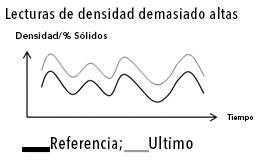 Lecturas de densidad demasiado altas
Densidad/% Sólidos
Tiempo
Referencia; Ultimo